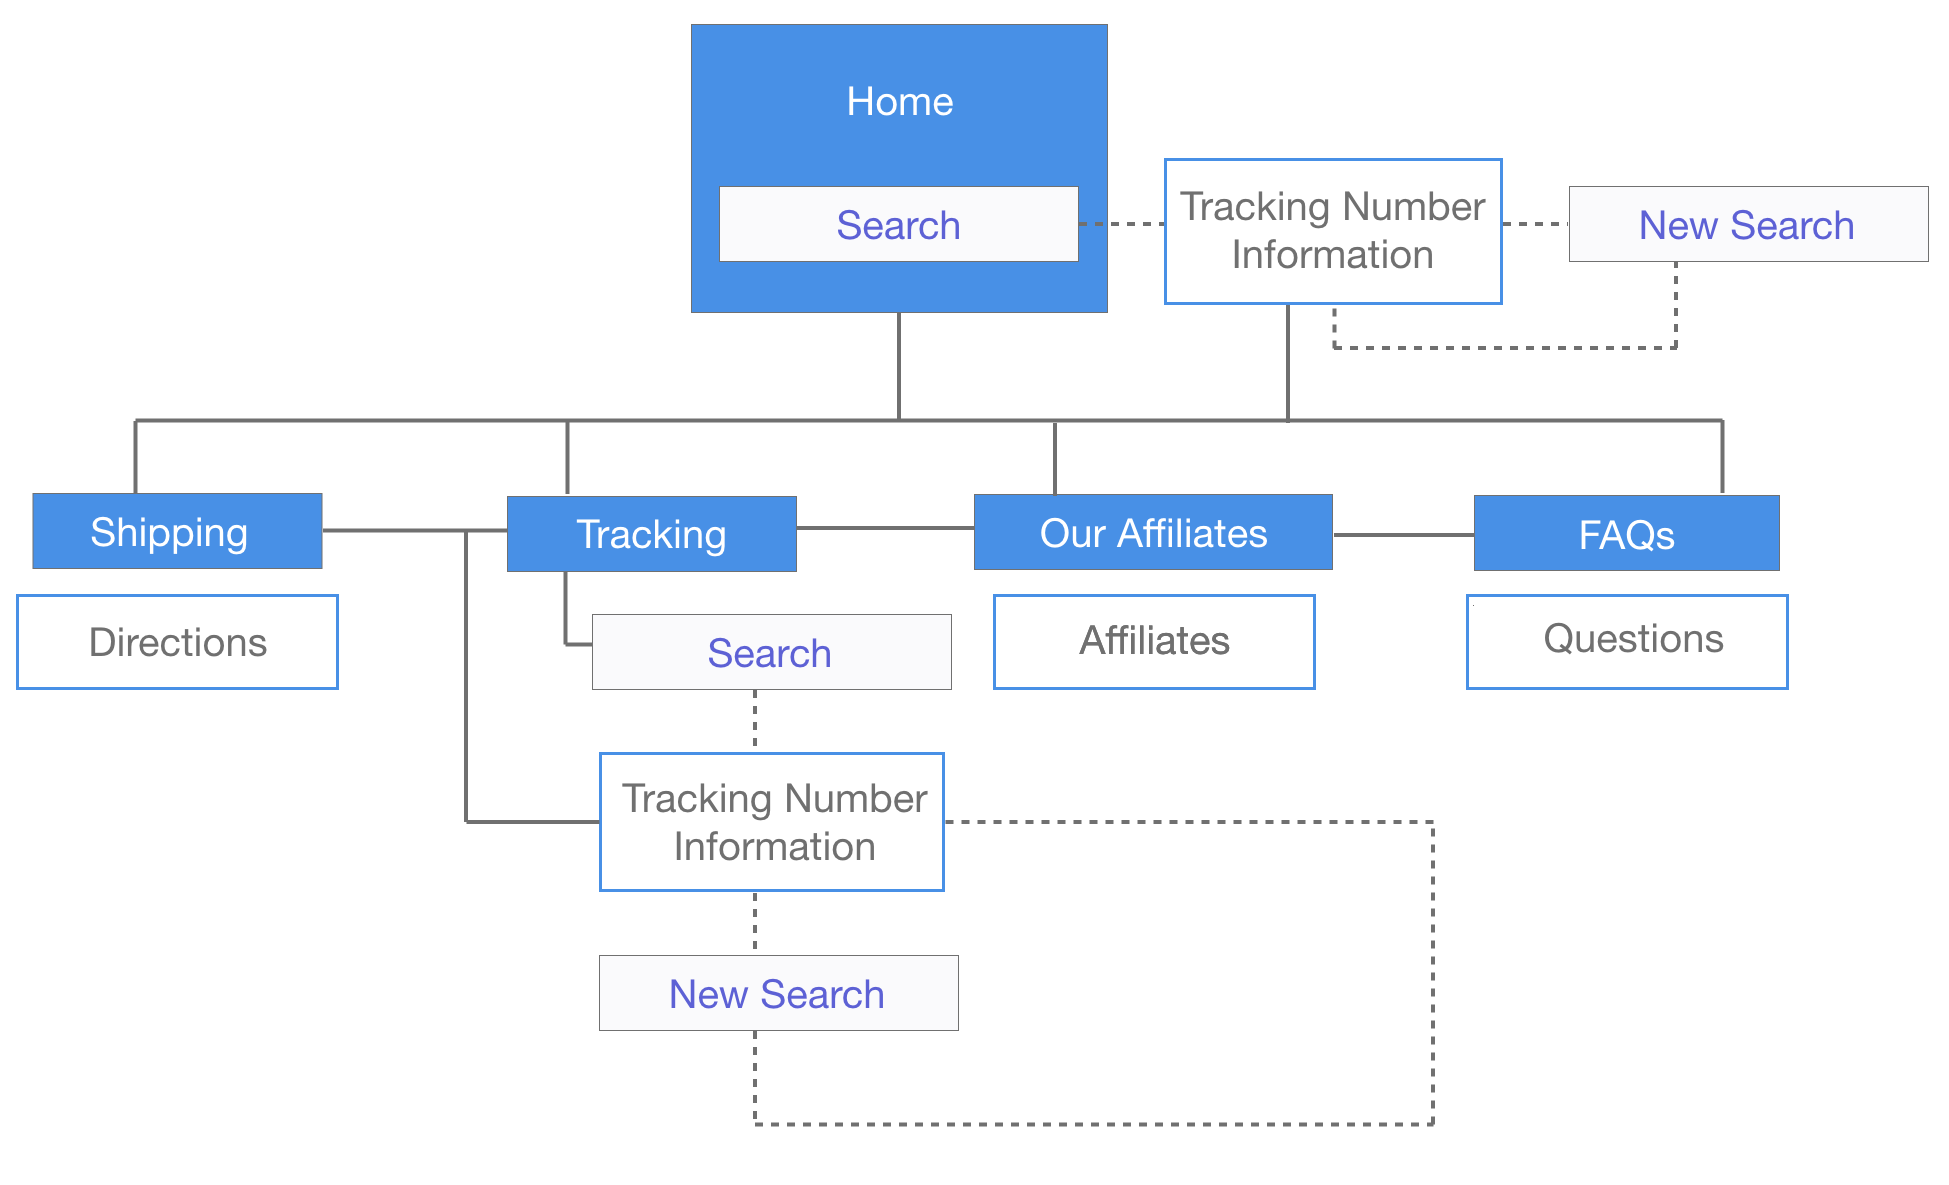 Home
Search
Tracking Number
Information
New Search
Shipping
Tracking
Our Affiliates
FAQs
Directions
Search
Affiliates
Questions
Tracking Number
Information
New Search